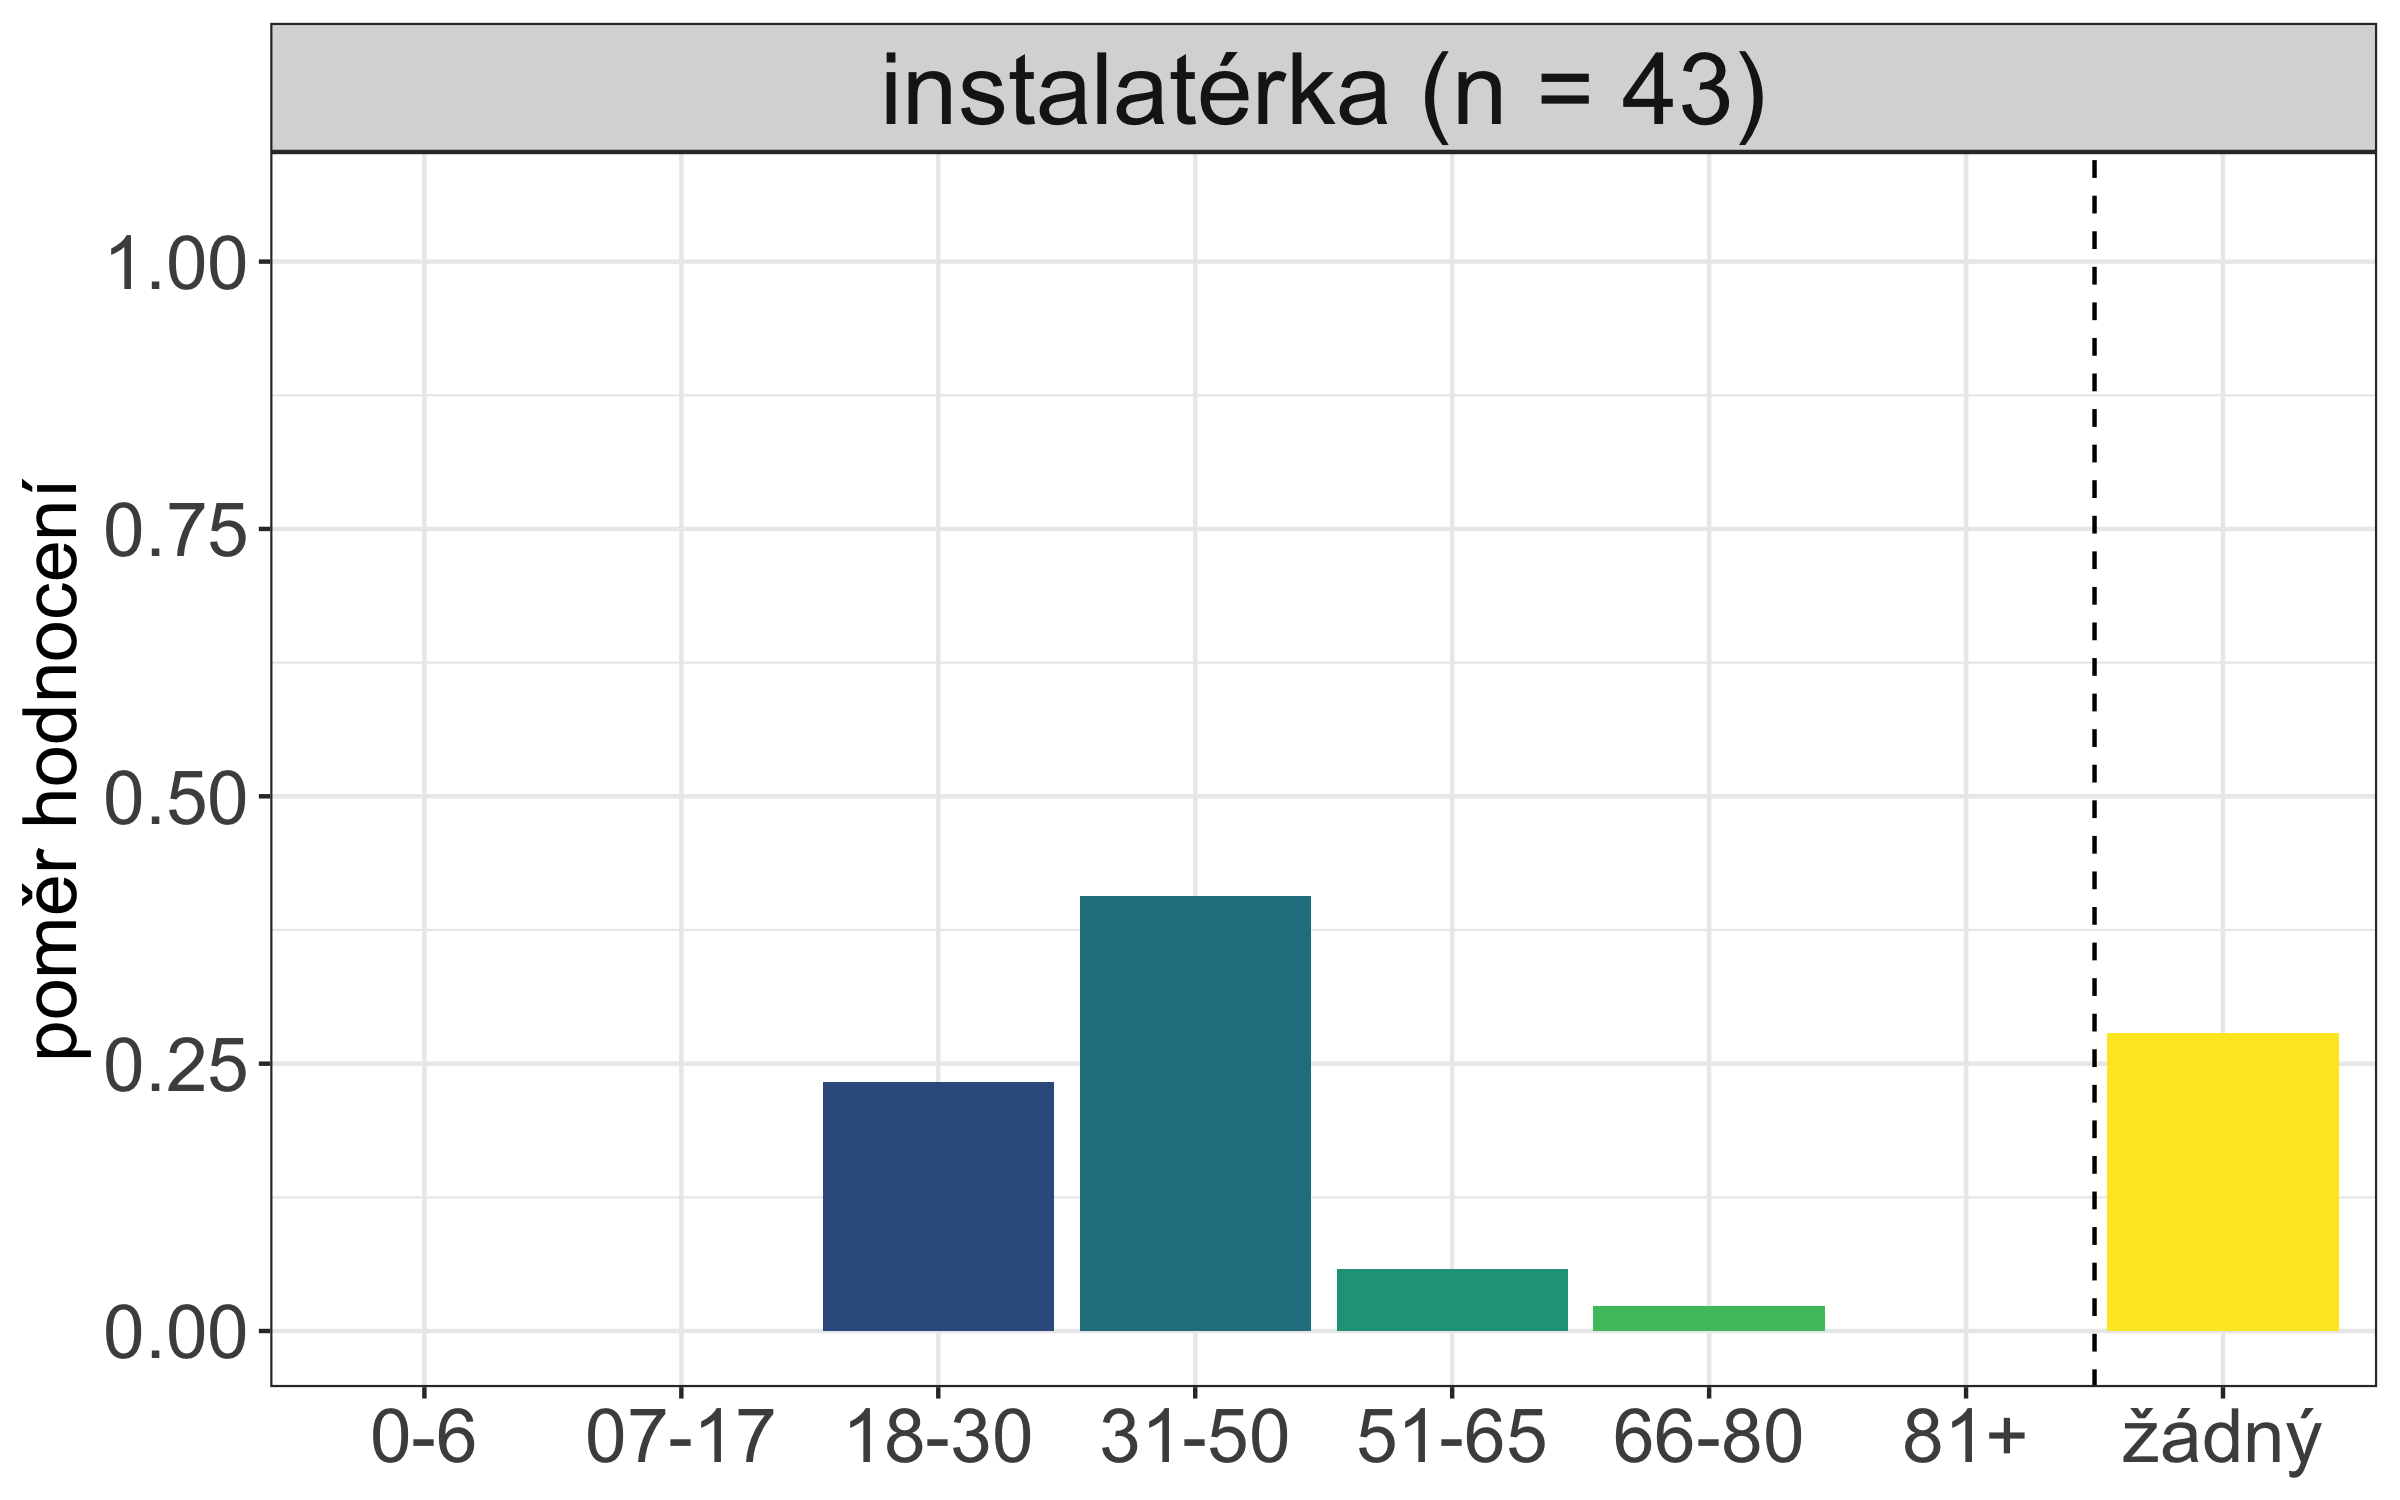 instalatérka (n = 43)
poměr hodnocení
1.00
0.75
0.50
0.25
0.00
0-6 07-17 18-30 31-50 51-65 66-80 81+ žádný